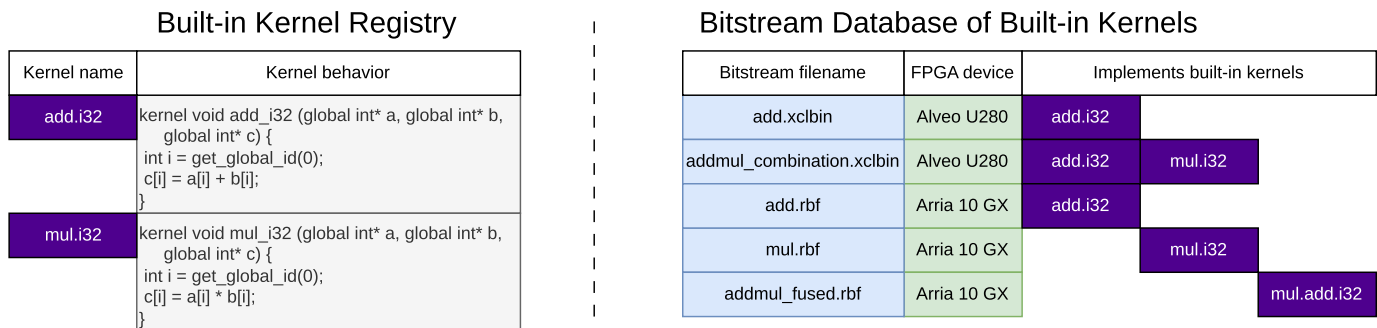 Built-in Kernel Registry
Kernel name
Kernel behavior
add.i32
kernel void add_i32 (global int* a, global int* b,
global int* c) {
int i = get_global_id(0);
c[i] = a[i] + b[i];
}
mul.i32
kernel void mul_i32 (global int* a, global int* b,
global int* c) {
int i = get_global_id(0);
c[i] = a[i] * b[i];
}
Bitstream Database of Built-in Kernels
Bitstream filename
FPGA device
Implements built-in kernels
add.xclbin
Alveo U280
add.i32
addmul_combination.xclbin
Alveo U280
add.i32
mul.i32
add.rbf
Arria 10 GX
add.i32
mul.rbf
Arria 10 GX
mul.i32
addmul_fused.rbf
Arria 10 GX
mul.add.i32